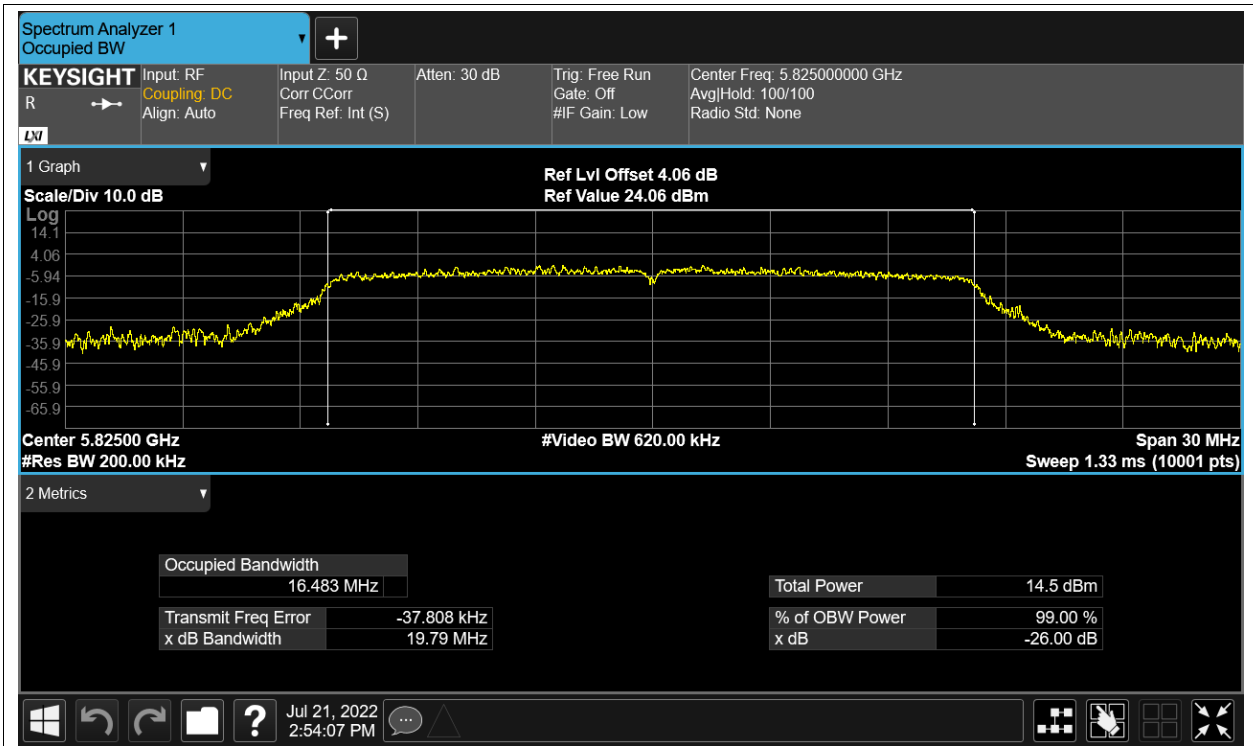 Spectrum Analyzer 1
Occupied BW
KEYSIGHT
R
LXI
Input: RF
Coupling: DC
Align: Auto
Input Z: 50 Ω
Corr CCorr
Freq Ref: Int (S)
Atten: 30 dB
Trig: Free Run
Gate: Off
#IF Gain: Low
Center Freq: 5.825000000 GHz
Avg|Hold: 100/100
Radio Std: None
1 Graph
Scale/Div 10.0 dB
Ref Lvl Offset 4.06 dB
Ref Value 24.06 dBm
Log
14.1
4.06
-5.94
-15.9
-25.9
-35.9
-45.9
-55.9
-65.9
Center 5.82500 GHz
#Video BW 620.00 kHz
Span 30 MHz
#Res BW 200.00 kHz
Sweep 1.33 ms (10001 pts)
2 Metrics
Occupied Bandwidth
16.483 MHz
Transmit Freq Error -37.808 kHz
x dB Bandwidth 19.79 MHz
Total Power 14.5 dBm
% of OBW Power 99.00 %
x dB -26.00 dB
?
Jul 21, 2022
2:54:07 PM